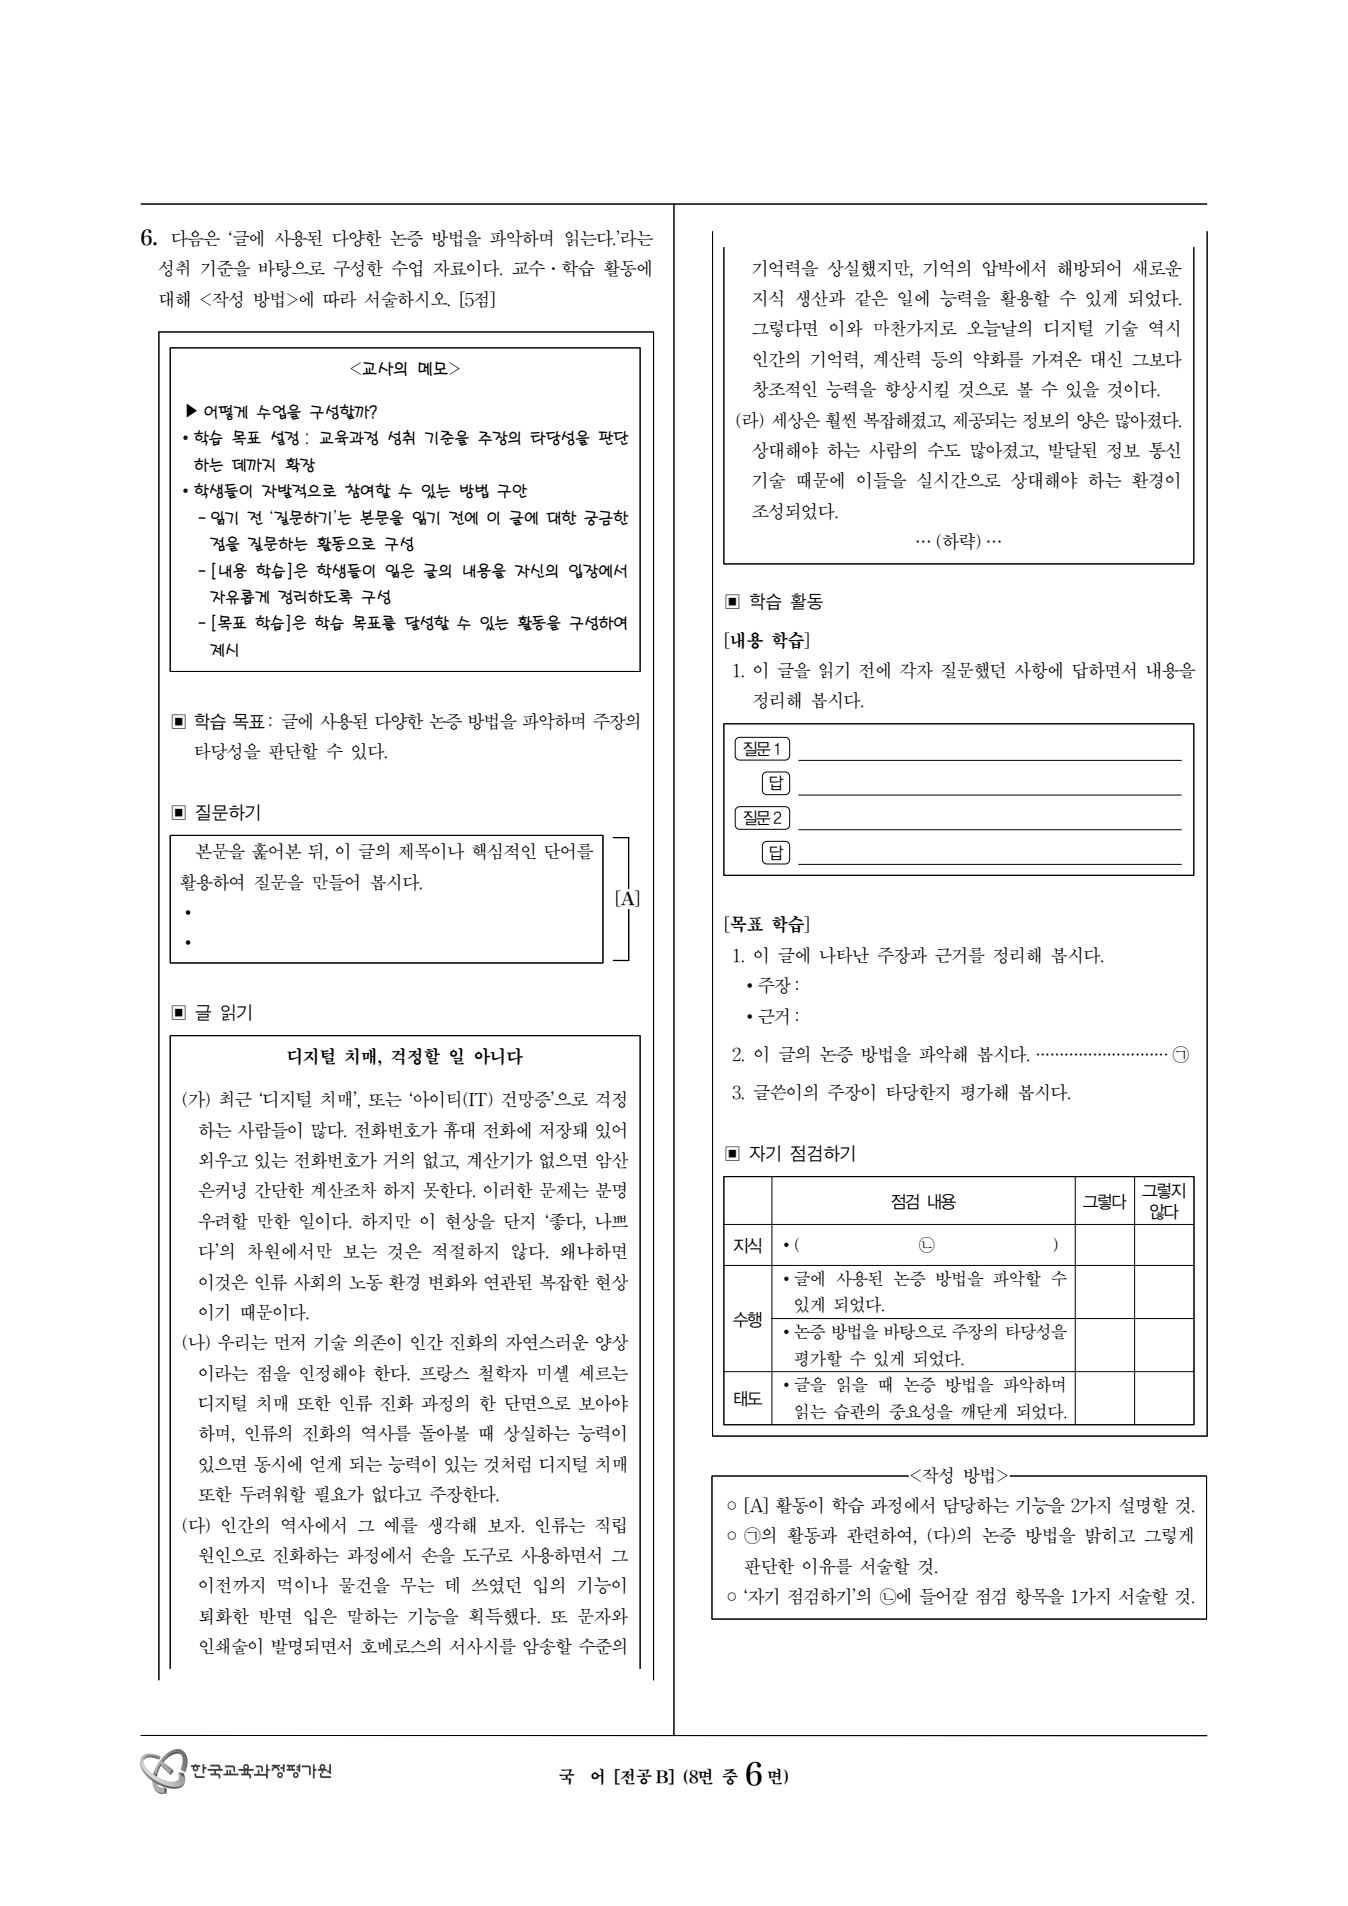 6. 다음은 ‘글에 사용된 다양한 논증 방법을 파악하며 읽는다.’라는
성취 기준을 바탕으로 구성한 수업 자료이다. 교수･학습 활동에
대해 <작성 방법>에 따라 서술하시오. [5점]
<교사의 메모>
▶ 어떻게 수업을 구성할까?
• 학습 목표 설정 : 교육과정 성취 기준을 주장의 타당성을 판단
하는 데까지 확장
• 학생들이 자발적으로 참여할 수 있는 방법 구안
- 읽기 전 ‘질문하기’는 본문을 읽기 전에 이 글에 대한 궁금한
점을 질문하는 활동으로 구성
- [내용 학습]은 학생들이 읽은 글의 내용을 자신의 입장에서
자유롭게 정리하도록 구성
- [목표 학습]은 학습 목표를 달성할 수 있는 활동을 구성하여
제시
▣ 학습 목표 : 글에 사용된 다양한 논증 방법을 파악하며 주장의
타당성을 판단할 수 있다.
▣ 질문하기
본문을 훑어본 뒤, 이 글의 제목이나 핵심적인 단어를
활용하여 질문을 만들어 봅시다.
•
•
[A]
▣ 글 읽기
디지털 치매, 걱정할 일 아니다
(가) 최근 ‘디지털 치매’, 또는 ‘아이티(IT) 건망증’으로 걱정
하는 사람들이 많다. 전화번호가 휴대 전화에 저장돼 있어
외우고 있는 전화번호가 거의 없고, 계산기가 없으면 암산
은커녕 간단한 계산조차 하지 못한다. 이러한 문제는 분명
우려할 만한 일이다. 하지만 이 현상을 단지 ‘좋다, 나쁘
다’의 차원에서만 보는 것은 적절하지 않다. 왜냐하면
이것은 인류 사회의 노동 환경 변화와 연관된 복잡한 현상
이기 때문이다.
(나) 우리는 먼저 기술 의존이 인간 진화의 자연스러운 양상
이라는 점을 인정해야 한다. 프랑스 철학자 미셸 세르는
디지털 치매 또한 인류 진화 과정의 한 단면으로 보아야
하며, 인류의 진화의 역사를 돌아볼 때 상실하는 능력이
있으면 동시에 얻게 되는 능력이 있는 것처럼 디지털 치매
또한 두려워할 필요가 없다고 주장한다.
(다) 인간의 역사에서 그 예를 생각해 보자. 인류는 직립
원인으로 진화하는 과정에서 손을 도구로 사용하면서 그
이전까지 먹이나 물건을 무는 데 쓰였던 입의 기능이
퇴화한 반면 입은 말하는 기능을 획득했다. 또 문자와
인쇄술이 발명되면서 호메로스의 서사시를 암송할 수준의
기억력을 상실했지만, 기억의 압박에서 해방되어 새로운
지식 생산과 같은 일에 능력을 활용할 수 있게 되었다.
그렇다면 이와 마찬가지로 오늘날의 디지털 기술 역시
인간의 기억력, 계산력 등의 약화를 가져온 대신 그보다
창조적인 능력을 향상시킬 것으로 볼 수 있을 것이다.
(라) 세상은 훨씬 복잡해졌고, 제공되는 정보의 양은 많아졌다.
상대해야 하는 사람의 수도 많아졌고, 발달된 정보 통신
기술 때문에 이들을 실시간으로 상대해야 하는 환경이
조성되었다.
… (하략) …
▣ 학습 활동
[내용 학습]
1. 이 글을 읽기 전에 각자 질문했던 사항에 답하면서 내용을
정리해 봅시다.
질문 1
답
질문 2
답
[목표 학습]
1. 이 글에 나타난 주장과 근거를 정리해 봅시다.
• 주장 :
• 근거 :
2. 이 글의 논증 방법을 파악해 봅시다. ………………………… ㉠
3. 글쓴이의 주장이 타당한지 평가해 봅시다.
▣ 자기 점검하기
점검 내용 그렇다 그렇지
않다
지식 • ( ㉡ )
수행 • 글에 사용된 논증 방법을 파악할 수
있게 되었다.
• 논증 방법을 바탕으로 주장의 타당성을
평가할 수 있게 되었다.
태도 • 글을 읽을 때 논증 방법을 파악하며
읽는 습관의 중요성을 깨닫게 되었다.
<작성 방법>
○ [A] 활동이 학습 과정에서 담당하는 기능을 2가지 설명할 것.
○ ㉠의 활동과 관련하여, (다)의 논증 방법을 밝히고 그렇게
판단한 이유를 서술할 것.
○ ‘자기 점검하기’의 ㉡에 들어갈 점검 항목을 1가지 서술할 것.
한국교육과정평가원
국 어 [전공 B] (8면 중 6 면)